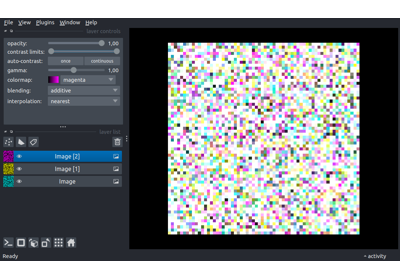 File View Plugins Window Help
layer controls
opacity: 1,00
contrast limits:
auto-contrast: once continuous
gamma: 1,00
colormap: magenta
blending: additive
interpolation: nearest
layer list
Image [2]
Image [1]
Image
Ready activity